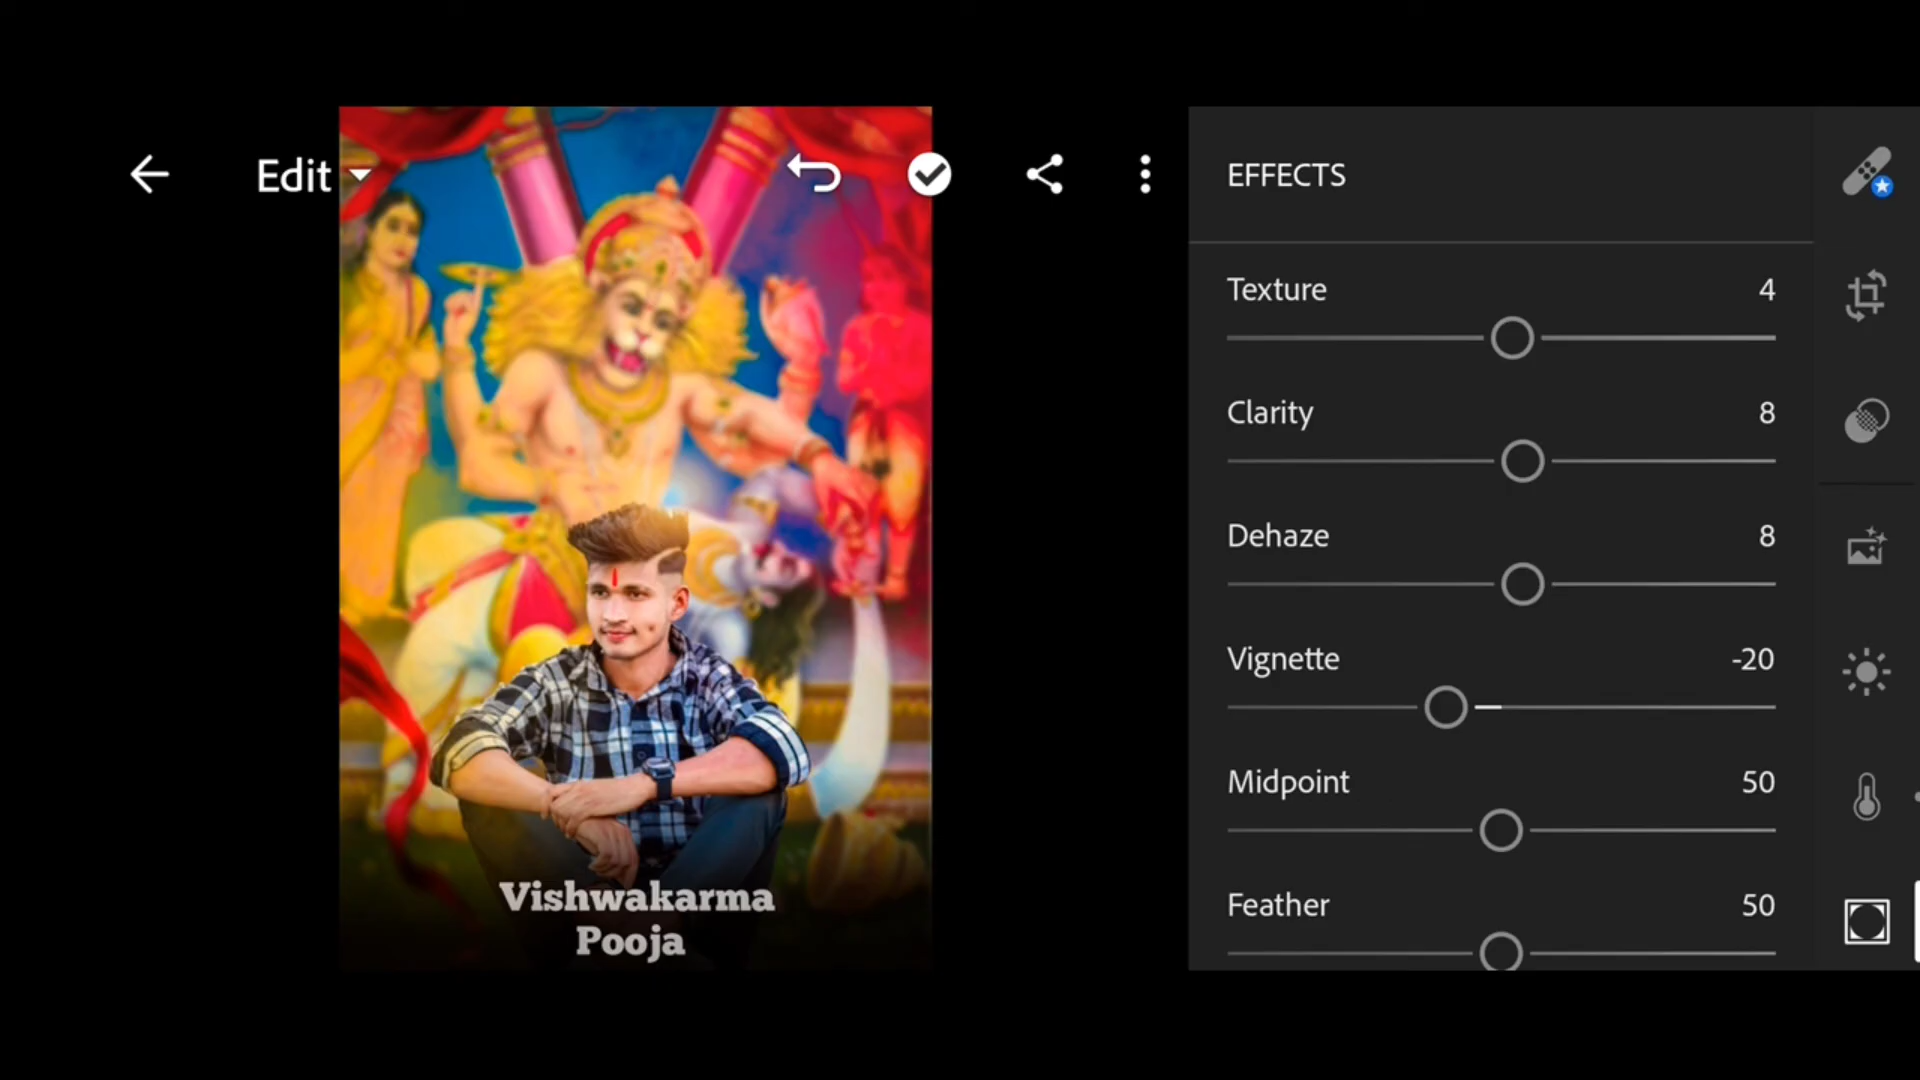 Edit
EFFECTS
Texture 4
Clarity 8
Dehaze 8
Vignette -20
Midpoint 50
Feather 50
Vishwakarma
Pooja